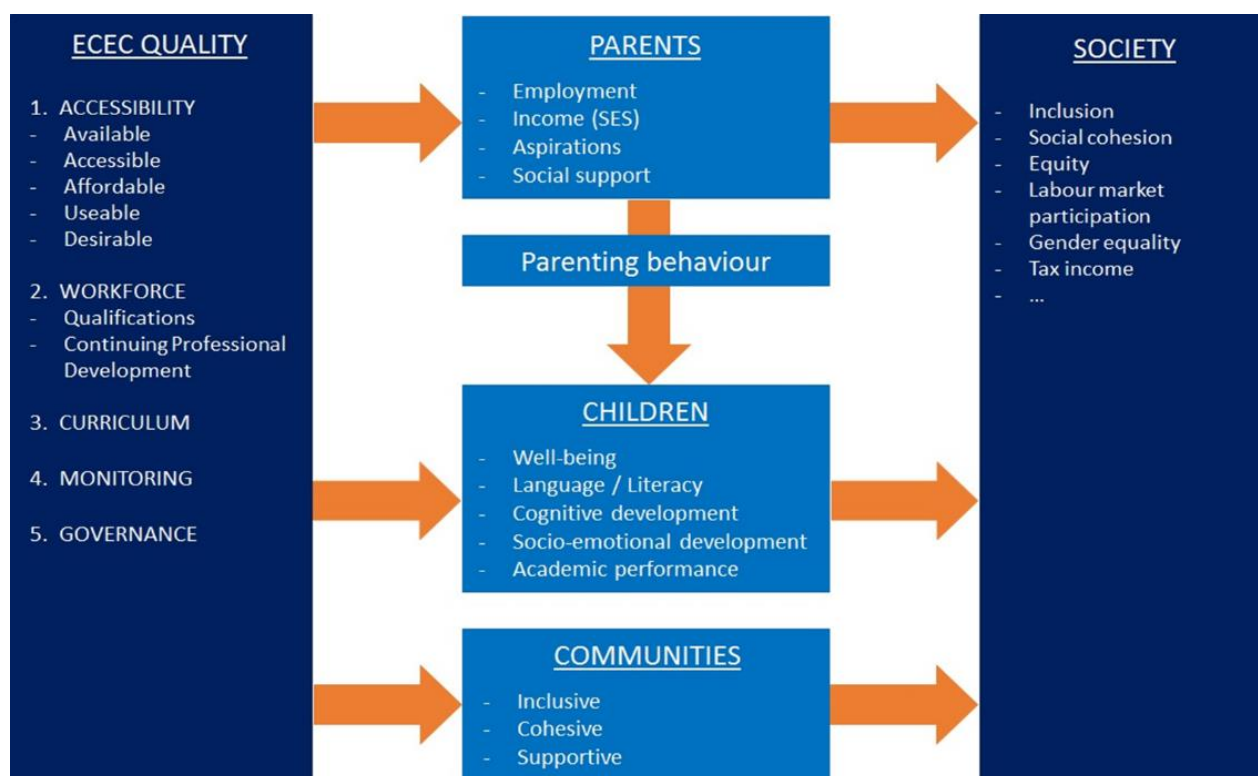 ECEC QUALITY
1. ACCESSIBILITY
- Available
- Accessible
- Affordable
- Useable
- Desirable
2. WORKFORCE
- Qualifications
- Continuing Professional
Development
3. CURRICULUM
4. MONITORING
5. GOVERNANCE
PARENTS
- Employment
- Income (SES)
- Aspirations
- Social support
Parenting behaviour
CHILDREN
- Well-being
- Language / Literacy
- Cognitive development
- Socio-emotional development
- Academic performance
COMMUNITIES
- Inclusive
- Cohesive
- Supportive
SOCIETY
- Inclusion
- Social cohesion
- Equity
- Labour market
participation
- Gender equality
- Tax income
- ...